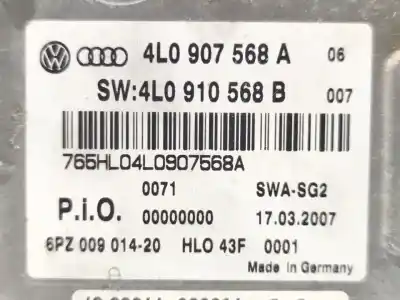 4L0 907 568 A 06
SW:4L0 910 568 B 007
765HL04L0907568A
0071 SWA-SG2
P.i.O. 00000000 17.03.2007
6PZ 009 014-20 HLO 43F 0001
Made in Germany